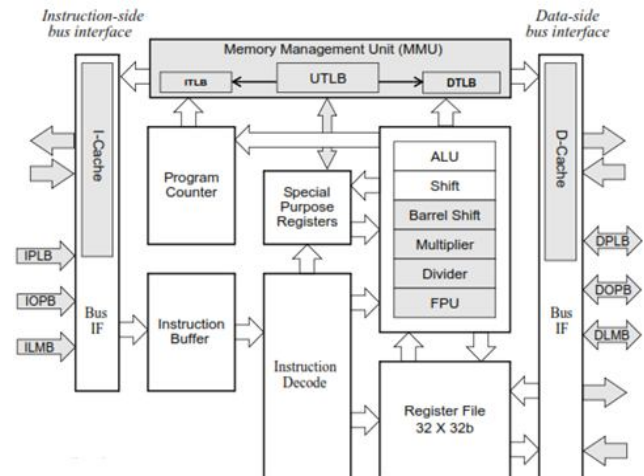 Instruction-side
bus interface
Data-side
bus interface
Memory Management Unit (MMU)
ITLB
UTLB
DTLB
I-Cache
D-Cache
Program
Counter
Special
Purpose
Registers
ALU
Shift
Barrel Shift
Multiplier
Divider
FPU
IPLB
IOPB
ILMB
Bus
IF
Instruction
Buffer
Instruction
Decode
Register File
32 X 32b
DPLB
DOPB
DLMB
Bus
IF